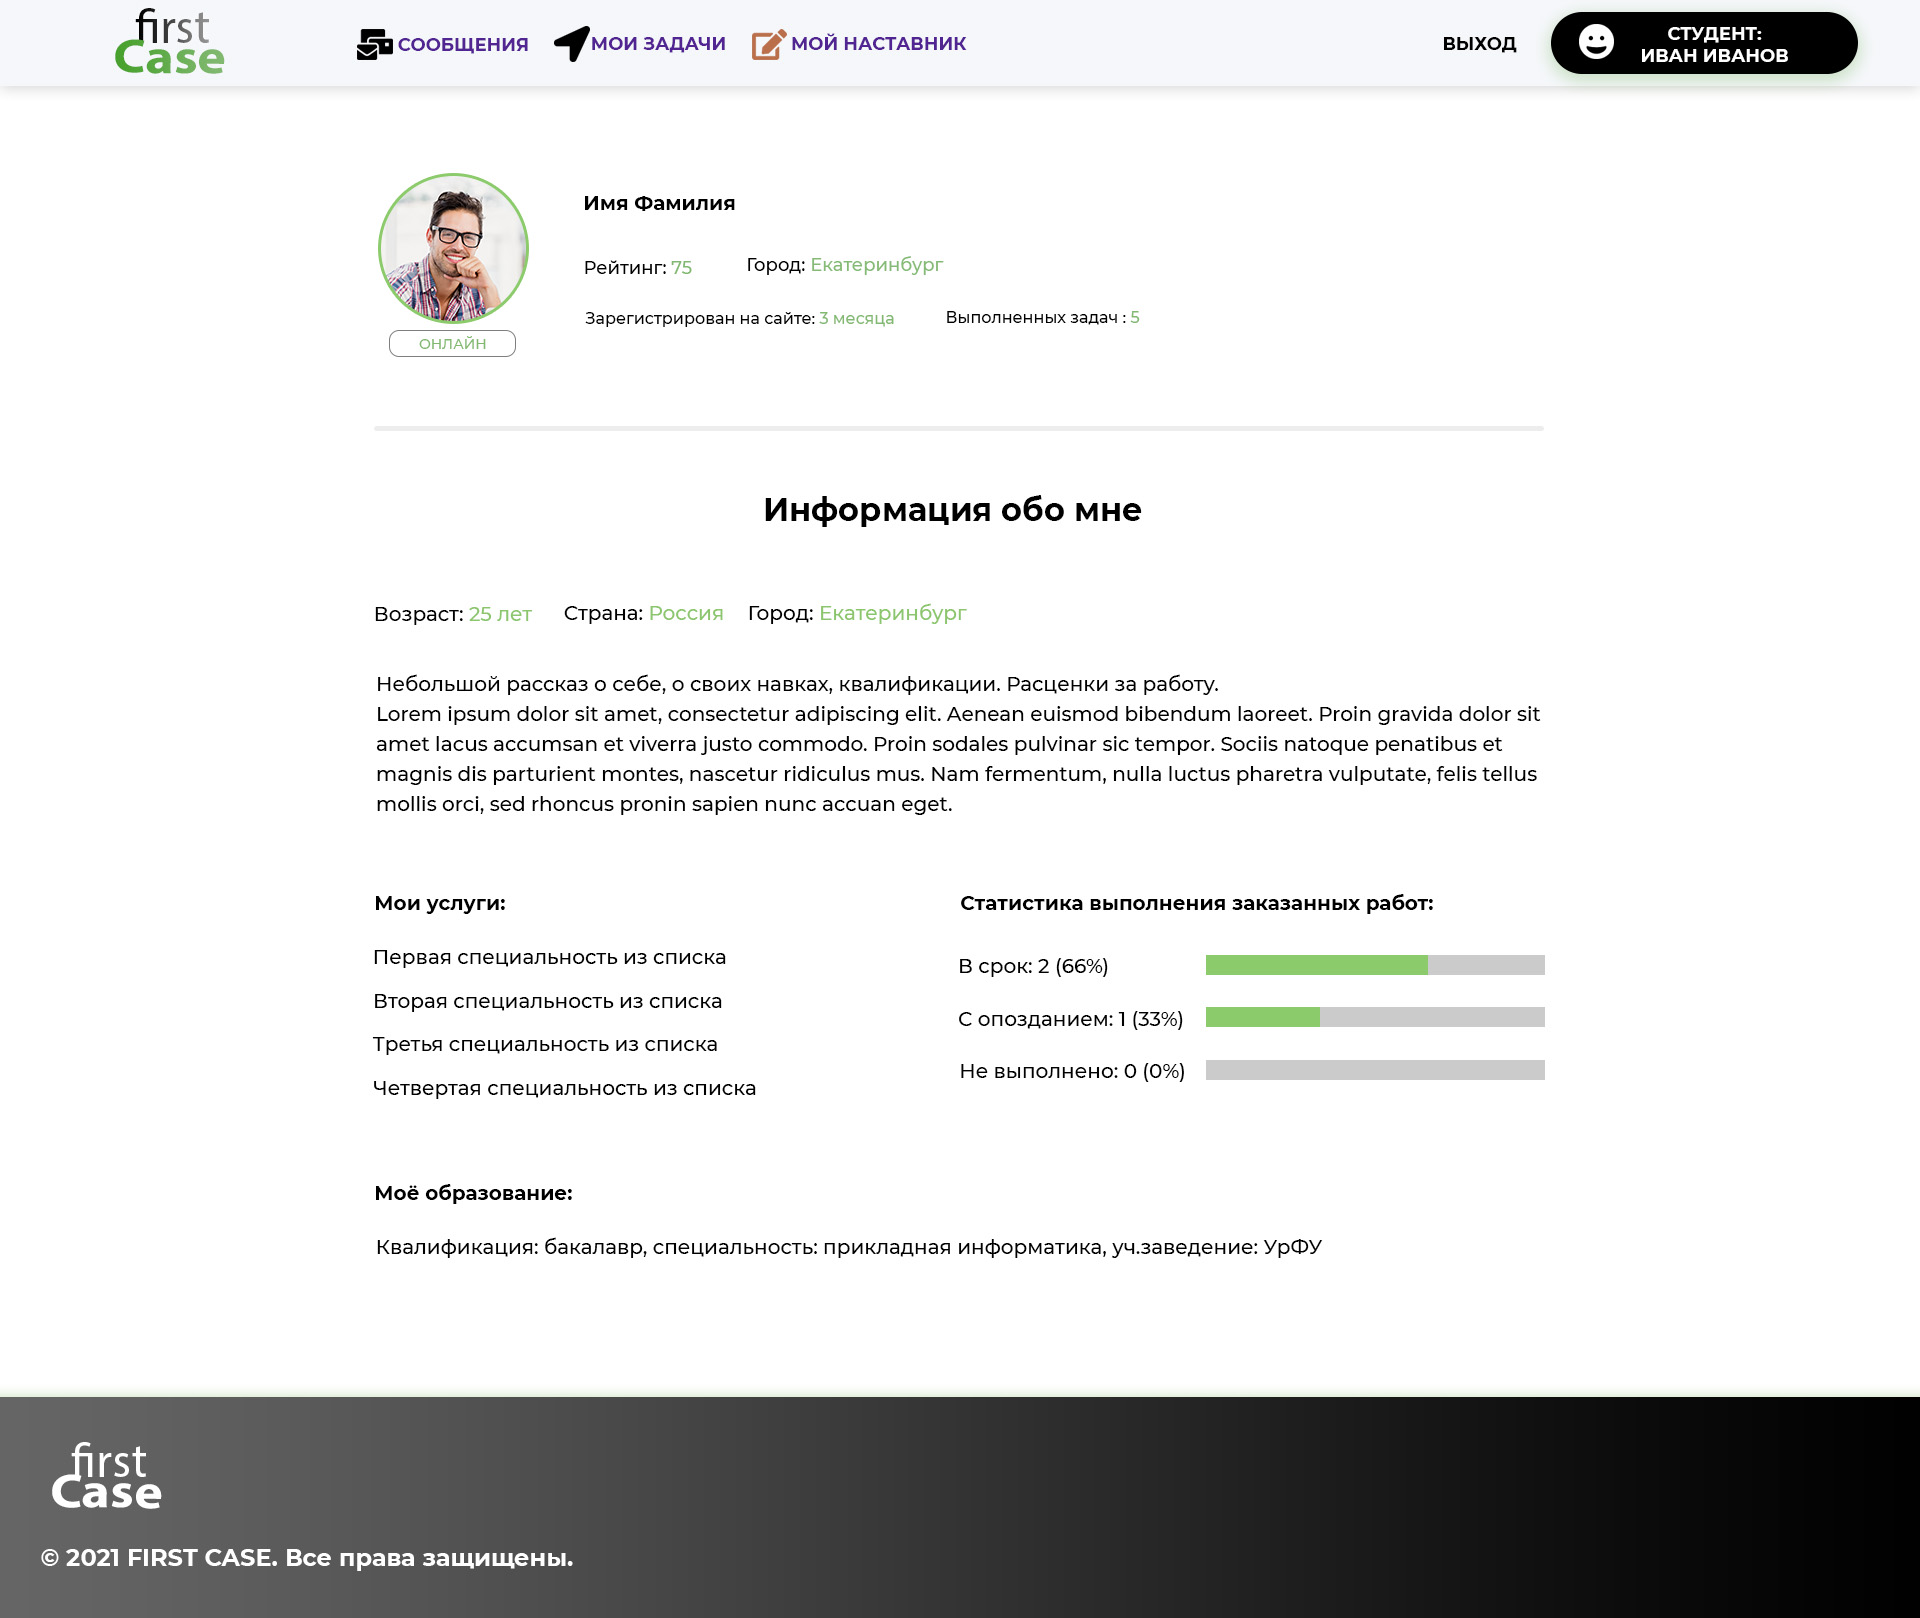 first
Case
СООБЩЕНИЯ
МОИ ЗАДАЧИ
МОЙ НАСТАВНИК
ВЫХОД
СТУДЕНТ:
ИВАН ИВАНОВ
Имя Фамилия
Рейтинг: 75
Город: Екатеринбург
Зарегистрирован на сайте: 3 месяца
Выполненных задач : 5
ОНЛАЙН
Информация обо мне
Возраст: 25 лет
Страна: Россия
Город: Екатеринбург
Небольшой рассказ о себе, о своих навках, квалификации. Расценки за работу.
Lorem ipsum dolor sit amet, consectetur adipiscing elit. Aenean euismod bibendum laoreet. Proin gravida dolor sit
amet lacus accumsan et viverra justo commodo. Proin sodales pulvinar sic tempor. Sociis natoque penatibus et
magnis dis parturient montes, nascetur ridiculus mus. Nam fermentum, nulla luctus pharetra vulputate, felis tellus
mollis orci, sed rhoncus pronin sapien nunc accuan eget.
Мои услуги:
Первая специальность из списка
Вторая специальность из списка
Третья специальность из списка
Четвертая специальность из списка
Статистика выполнения заказанных работ:
В срок: 2 (66%)
С опозданием: 1 (33%)
Не выполнено: 0 (0%)
Моё образование:
Квалификация: бакалавр, специальность: прикладная информатика, уч.заведение: УрФУ
first
Case
© 2021 FIRST CASE. Все права защищены.